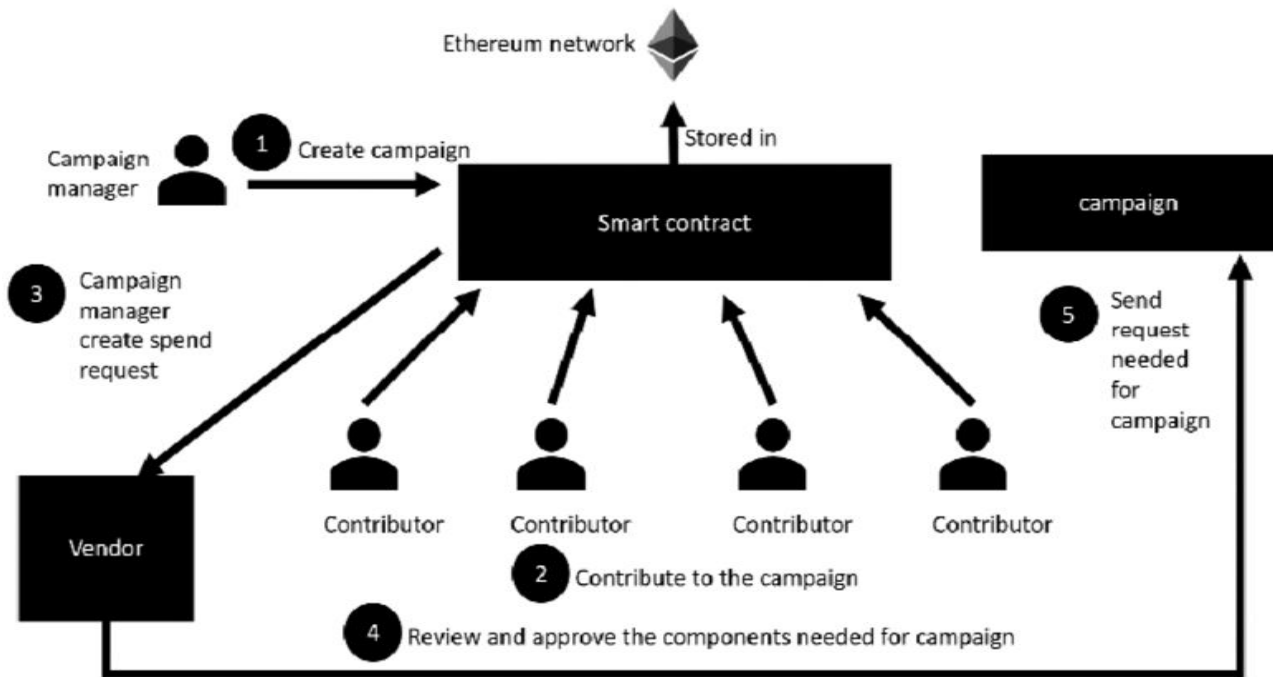 Ethereum network
Stored in
1
Create campaign
Campaign
manager
Smart contract
campaign
3
Campaign
manager
create spend
request
5
Send
request
needed
for
campaign
Vendor
Contributor
Contributor
Contributor
Contributor
2
Contribute to the campaign
4
Review and approve the components needed for campaign